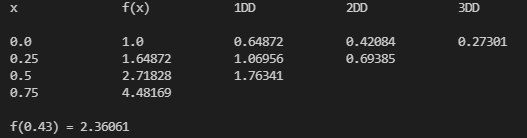 x f(x) 1DD 2DD 3DD
0.0 1.0 0.64872 0.42084 0.27301
0.25 1.64872 1.06956 0.69385
0.5 2.71828 1.76341
0.75 4.48169
f(0.43) = 2.36061